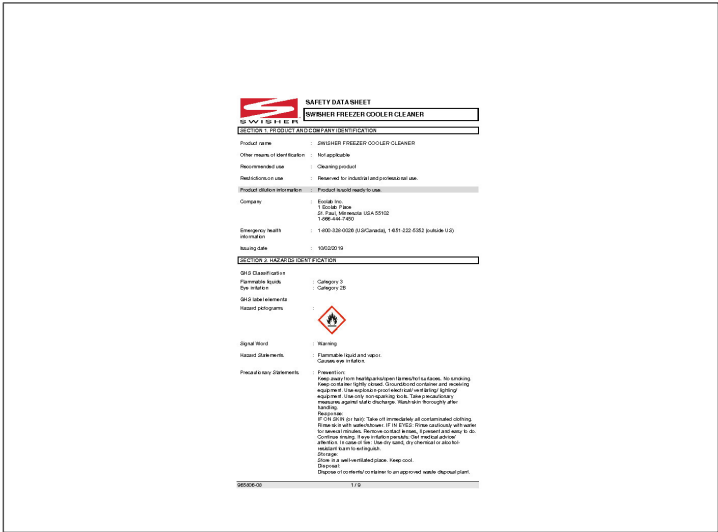 SWISHER
SAFETY DATA SHEET
SWISHER FREEZER COOLER CLEANER
SECTION 1. PRODUCT AND COMPANY IDENTIFICATION
Product name : SWISHER FREEZER COOLER CLEANER
Other means of identification : Not applicable
Recommended use : Cleaning product
Restrictions on use : Reserved for industrial and professional use.
Product dilution information : Product is sold ready to use.
Company : Ecolab Inc.
1 Ecolab Place
St. Paul, Minnesota USA 55102
1-866-444-7450
Emergency health : 1-800-328-0026 (US/Canada), 1-651-222-5352 (outside US)
information
Issuing date : 10/02/2019
SECTION 2. HAZARDS IDENTIFICATION
GHS Classification
Flammable liquids : Category 3
Eye irritation : Category 2B
GHS label elements
Hazard pictograms :
Signal Word : Warning
Hazard Statements : Flammable liquid and vapor.
Causes eye irritation.
Precautionary Statements : Prevention:
Keep away from heat/sparks/open flames/hot surfaces. No smoking.
Keep container tightly closed. Ground/bond container and receiving
equipment. Use explosion-proof electrical/ ventilating/ lighting/
equipment. Use only non-sparking tools. Take precautionary
measures against static discharge. Wash skin thoroughly after
handling.
Response:
IF ON SKIN (or hair): Take off immediately all contaminated clothing.
Rinse skin with water/shower. IF IN EYES: Rinse cautiously with water
for several minutes. Remove contact lenses, if present and easy to do.
Continue rinsing. If eye irritation persists: Get medical advice/
attention. In case of fire: Use dry sand, dry chemical or alcohol-
resistant foam to extinguish.
Storage:
Store in a well-ventilated place. Keep cool.
Disposal:
Dispose of contents/ container to an approved waste disposal plant.
1 / 9